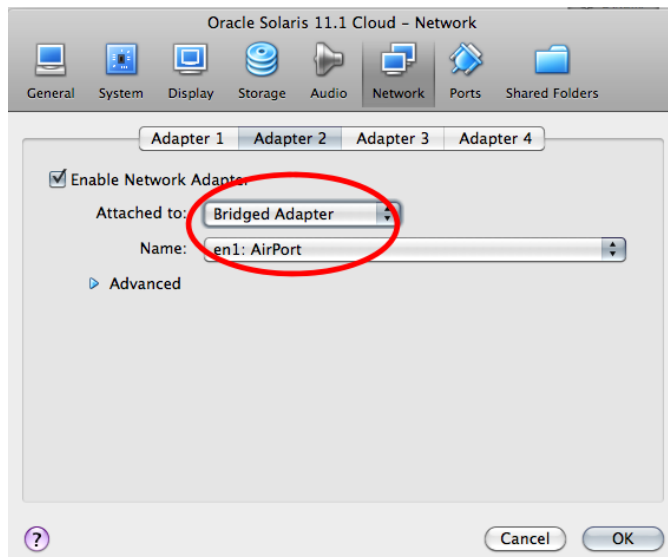 Oracle Solaris 11.1 Cloud – Network
General System Display Storage Audio Network Ports Shared Folders
Adapter 1 Adapter 2 Adapter 3 Adapter 4
Enable Network Adapter
Attached to: Bridged Adapter
Name: en1: AirPort
Advanced
? Cancel OK